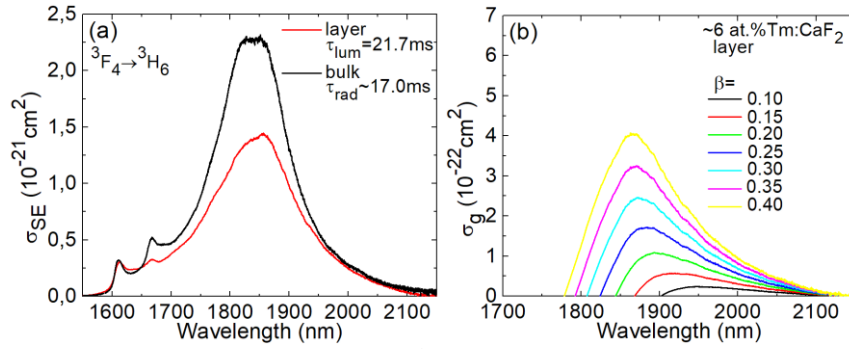 (a)
³F₄→³H₆
layer
τlum=21.7ms
bulk
τrad~17.0ms
σSE (10⁻²¹cm²)
2.5
2.0
1.5
1.0
0.5
0.0
1600 1700 1800 1900 2000 2100
Wavelength (nm)
(b)
~6 at.%Tm:CaF₂
layer
β=
0.10
0.15
0.20
0.25
0.30
0.35
0.40
σg (10⁻²²cm²)
7
6
5
4
3
2
1
0
1700 1800 1900 2000 2100
Wavelength (nm)